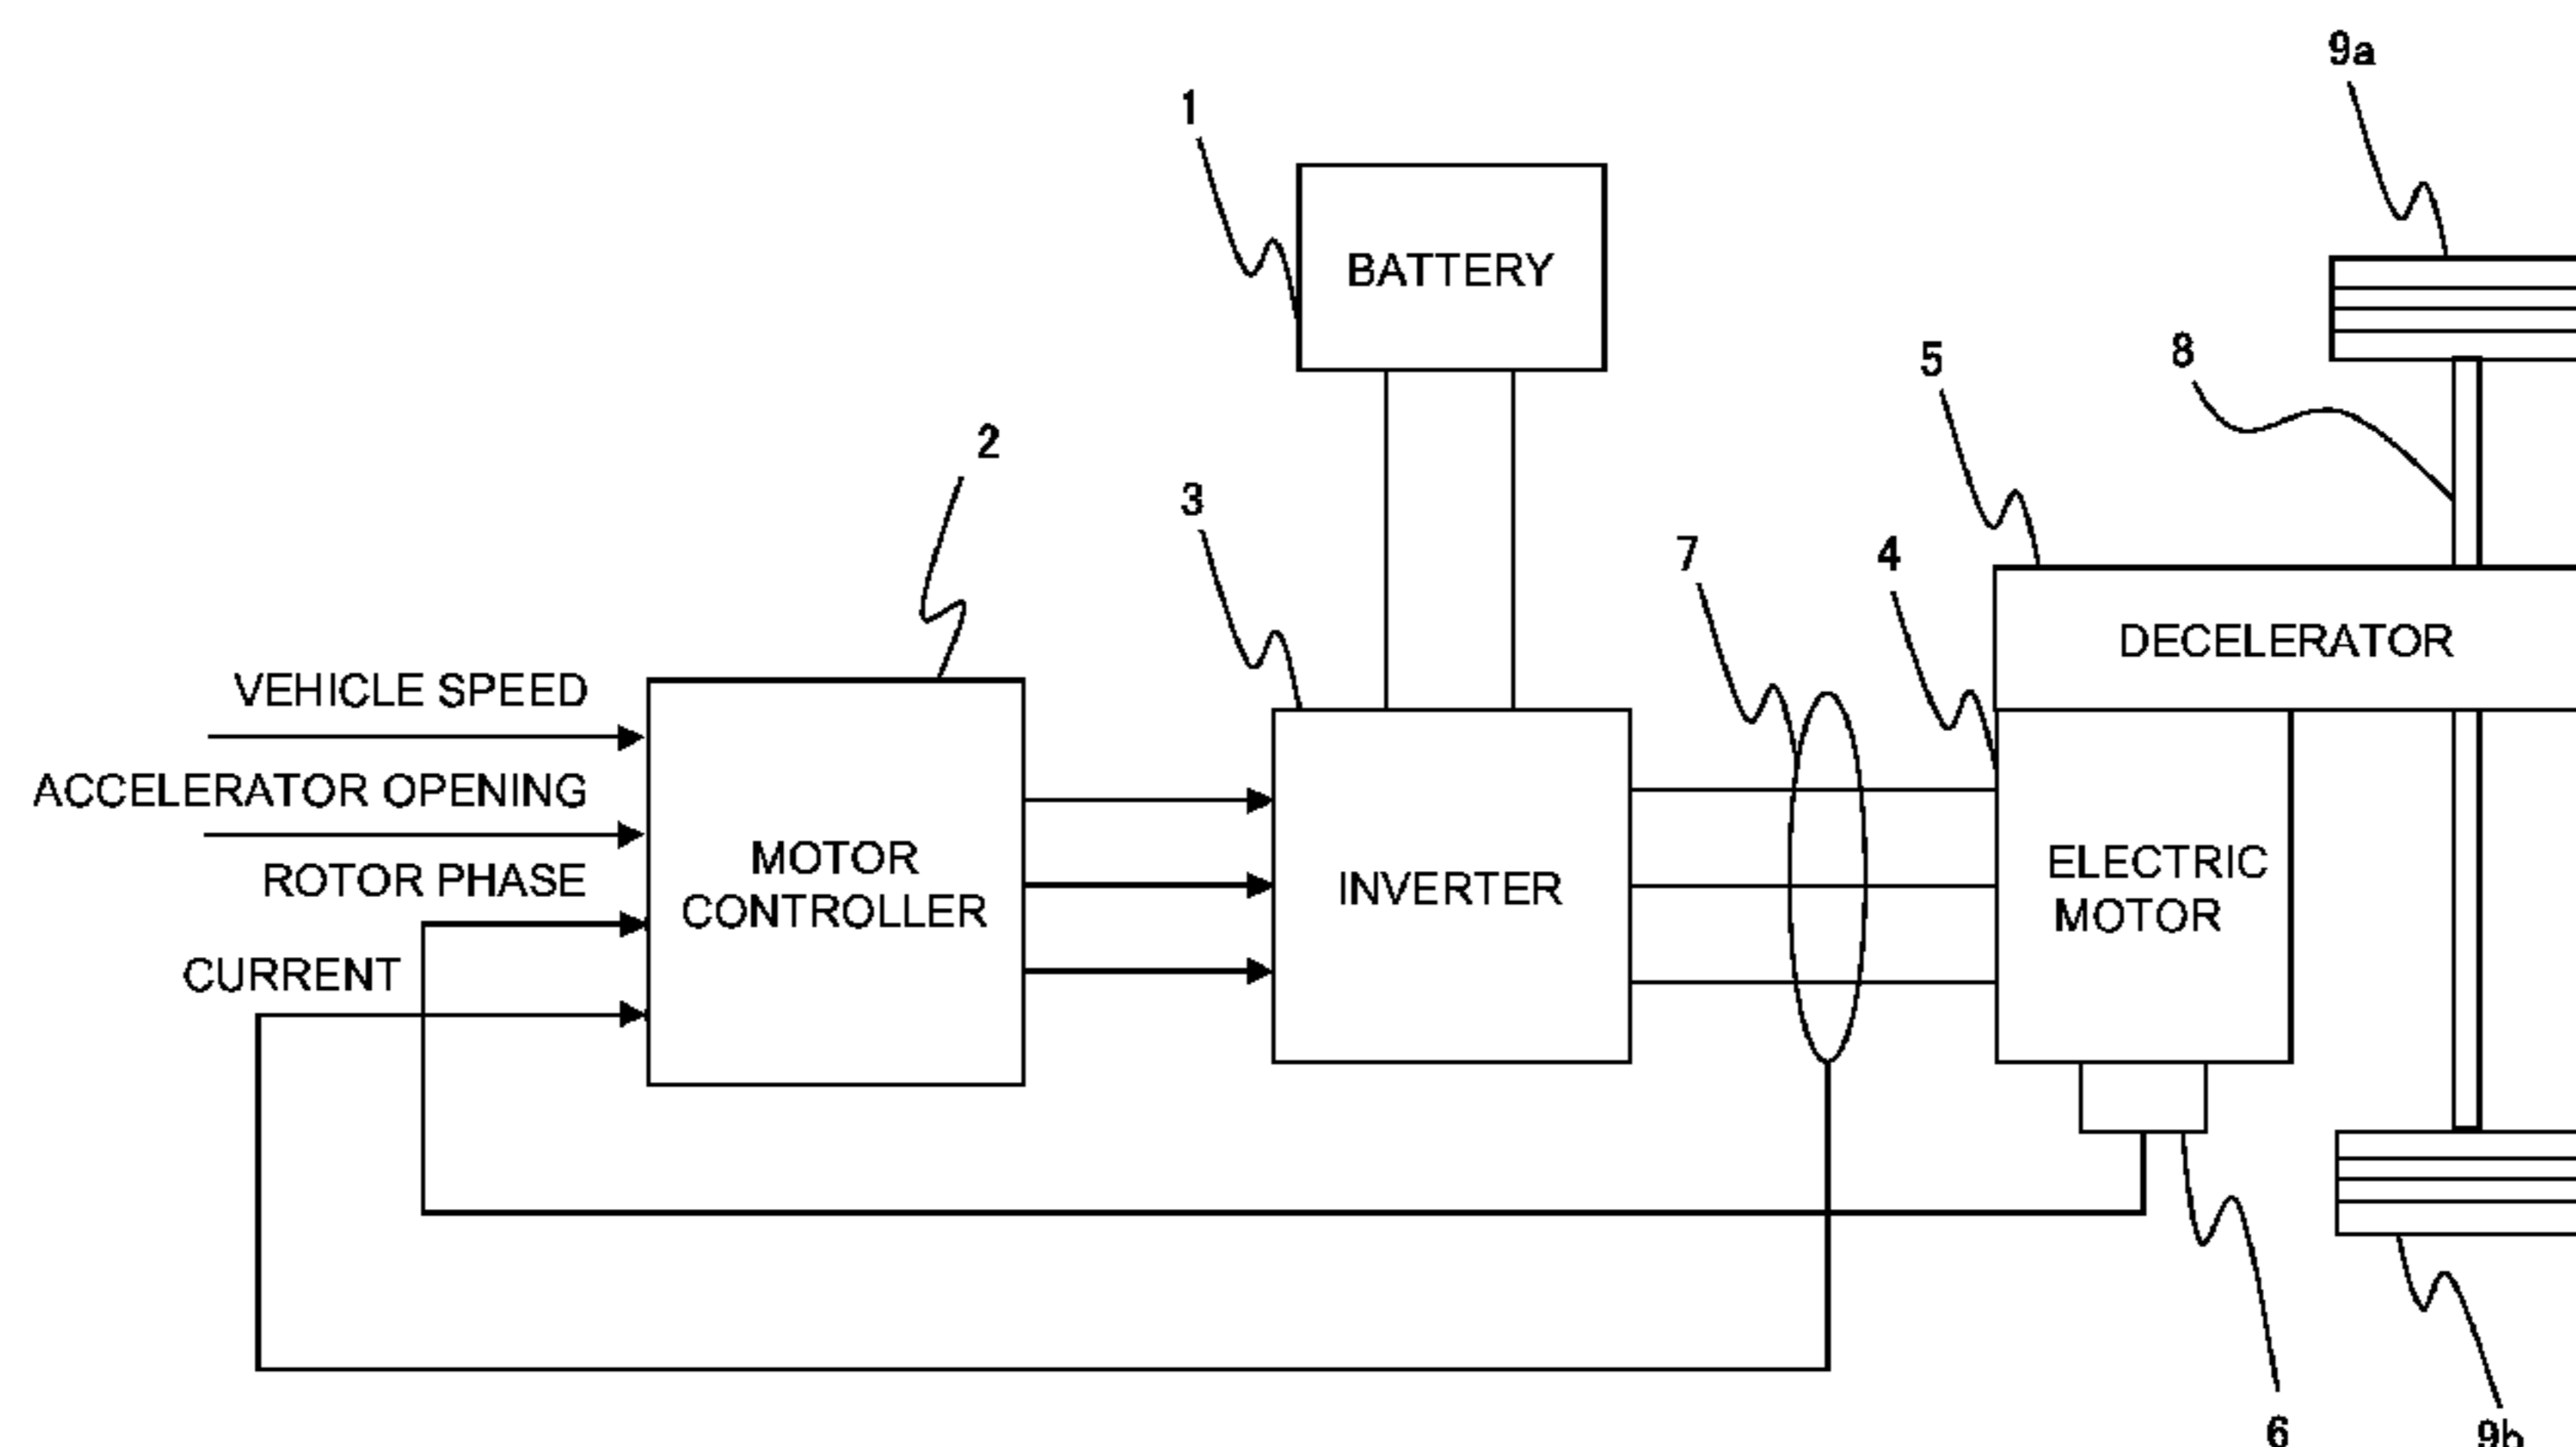 9a
1
BATTERY
8
5
2
3
7
4
DECELERATOR
VEHICLE SPEED
ACCELERATOR OPENING
ROTOR PHASE
CURRENT
MOTOR
CONTROLLER
INVERTER
ELECTRIC
MOTOR
6
9b